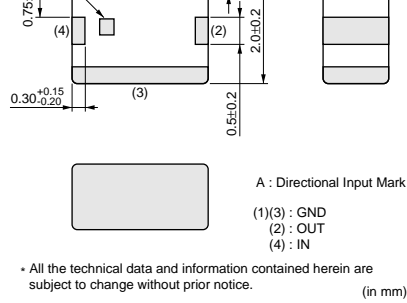 0.75±
(4)
(2)
2.0±0.2
0.30 +0.15 -0.20
(3)
0.5±0.2
A : Directional Input Mark
(1)(3) : GND
(2) : OUT
(4) : IN
* All the technical data and information contained herein are
subject to change without prior notice.
(in mm)